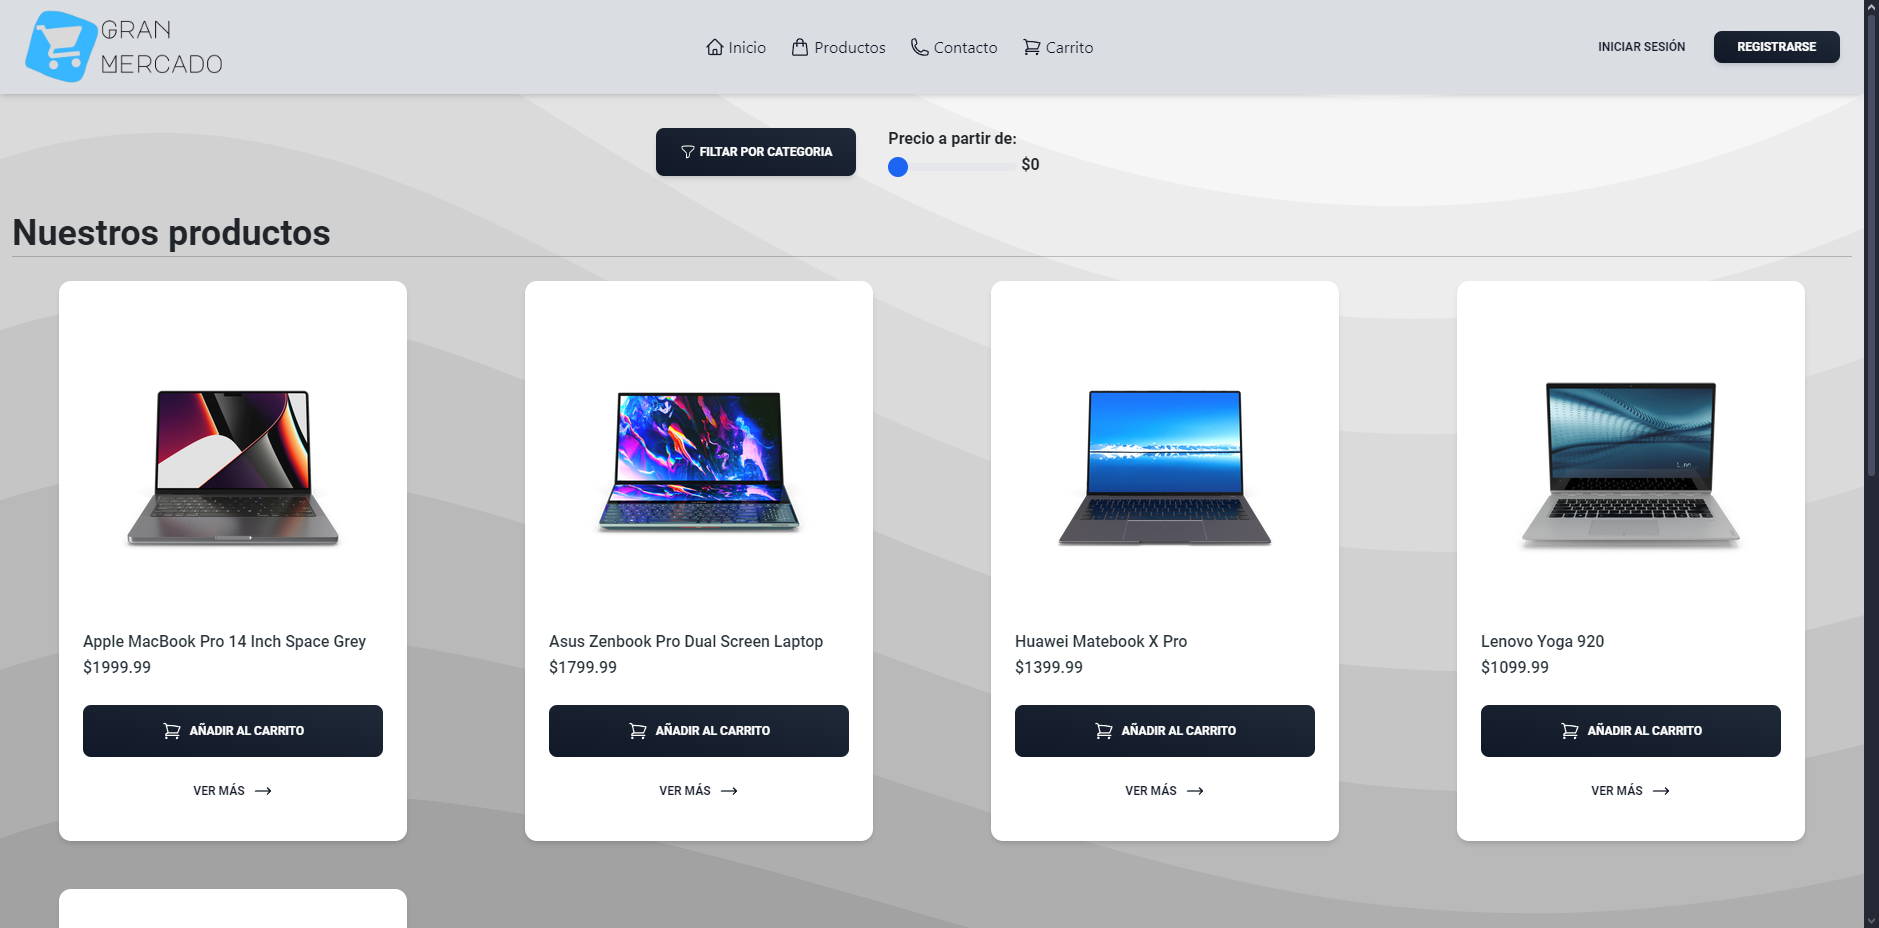 GRAN
MERCADO
Inicio
Productos
Contacto
Carrito
INICIAR SESIÓN
REGISTRARSE
FILTAR POR CATEGORIA
Precio a partir de:
$0
Nuestros productos
Apple MacBook Pro 14 Inch Space Grey
$1999.99
AÑADIR AL CARRITO
VER MÁS
Asus Zenbook Pro Dual Screen Laptop
$1799.99
AÑADIR AL CARRITO
VER MÁS
Huawei Matebook X Pro
$1399.99
AÑADIR AL CARRITO
VER MÁS
Lenovo Yoga 920
$1099.99
AÑADIR AL CARRITO
VER MÁS